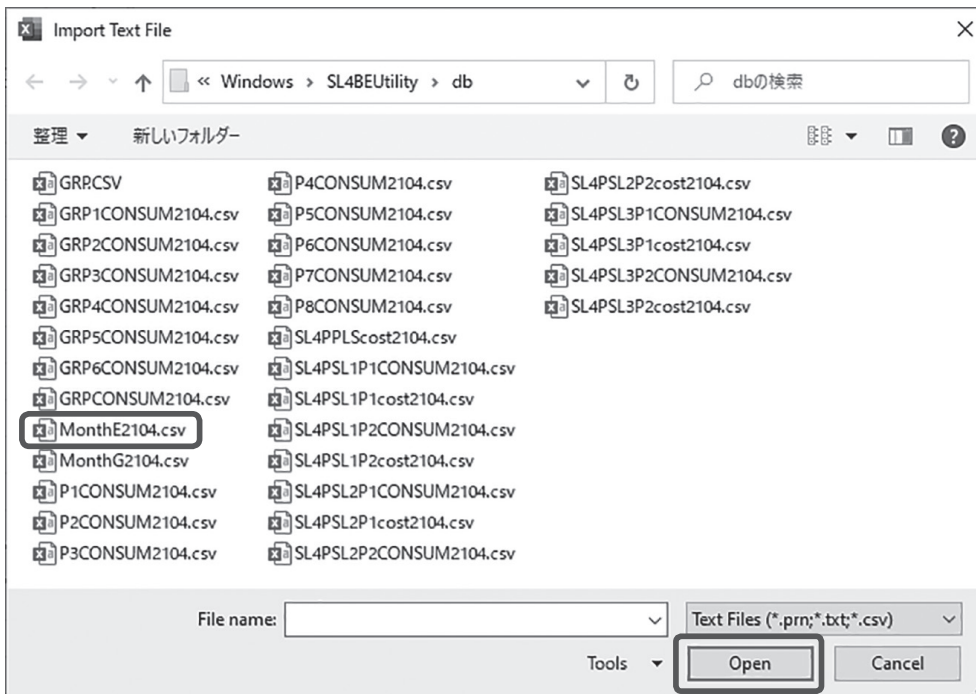 Import Text File
« Windows › SL4BEUtility › db
dbの検索
整理
新しいフォルダー
GRP.CSV
GRP1CONSUM2104.csv
GRP2CONSUM2104.csv
GRP3CONSUM2104.csv
GRP4CONSUM2104.csv
GRP5CONSUM2104.csv
GRP6CONSUM2104.csv
GRPCONSUM2104.csv
MonthE2104.csv
MonthG2104.csv
P1CONSUM2104.csv
P2CONSUM2104.csv
P3CONSUM2104.csv
P4CONSUM2104.csv
P5CONSUM2104.csv
P6CONSUM2104.csv
P7CONSUM2104.csv
P8CONSUM2104.csv
SL4PPLScost2104.csv
SL4PSL1P1CONSUM2104.csv
SL4PSL1P1cost2104.csv
SL4PSL1P2CONSUM2104.csv
SL4PSL1P2cost2104.csv
SL4PSL2P1CONSUM2104.csv
SL4PSL2P1cost2104.csv
SL4PSL2P2CONSUM2104.csv
SL4PSL2P2cost2104.csv
SL4PSL3P1CONSUM2104.csv
SL4PSL3P1cost2104.csv
SL4PSL3P2CONSUM2104.csv
SL4PSL3P2cost2104.csv
File name:
Text Files (*.prn;*.txt;*.csv)
Tools
Open
Cancel